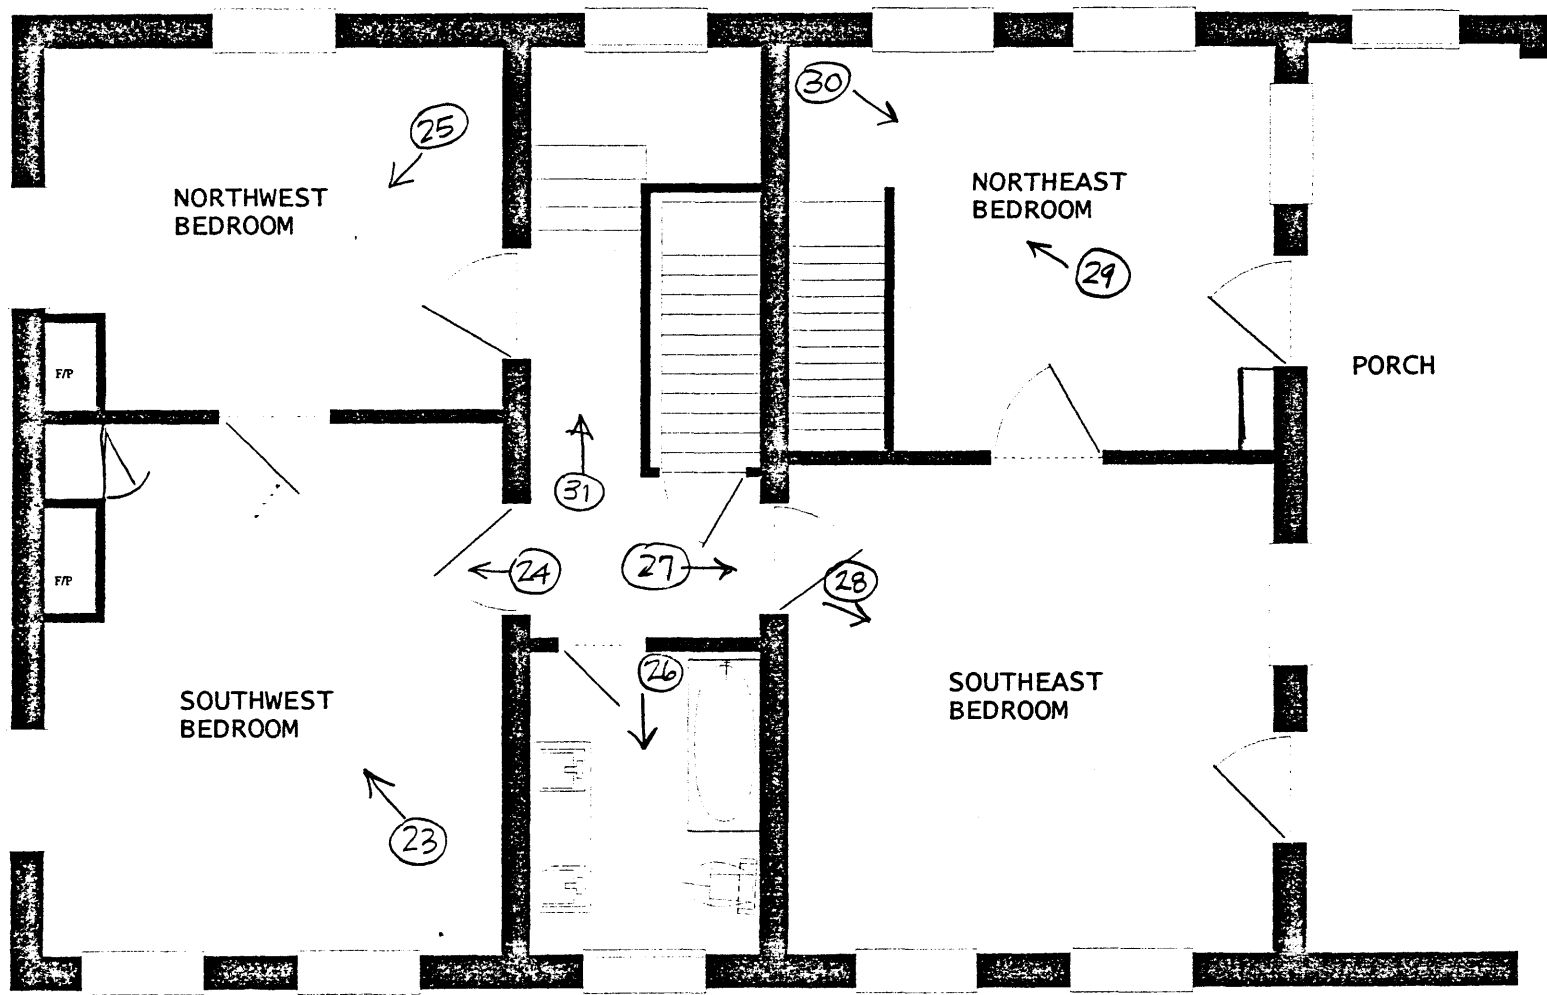 30
25
NORTHWEST
BEDROOM
NORTHEAST
BEDROOM
29
F/P
PORCH
31
24
27
28
F/P
26
SOUTHWEST
BEDROOM
SOUTHEAST
BEDROOM
23